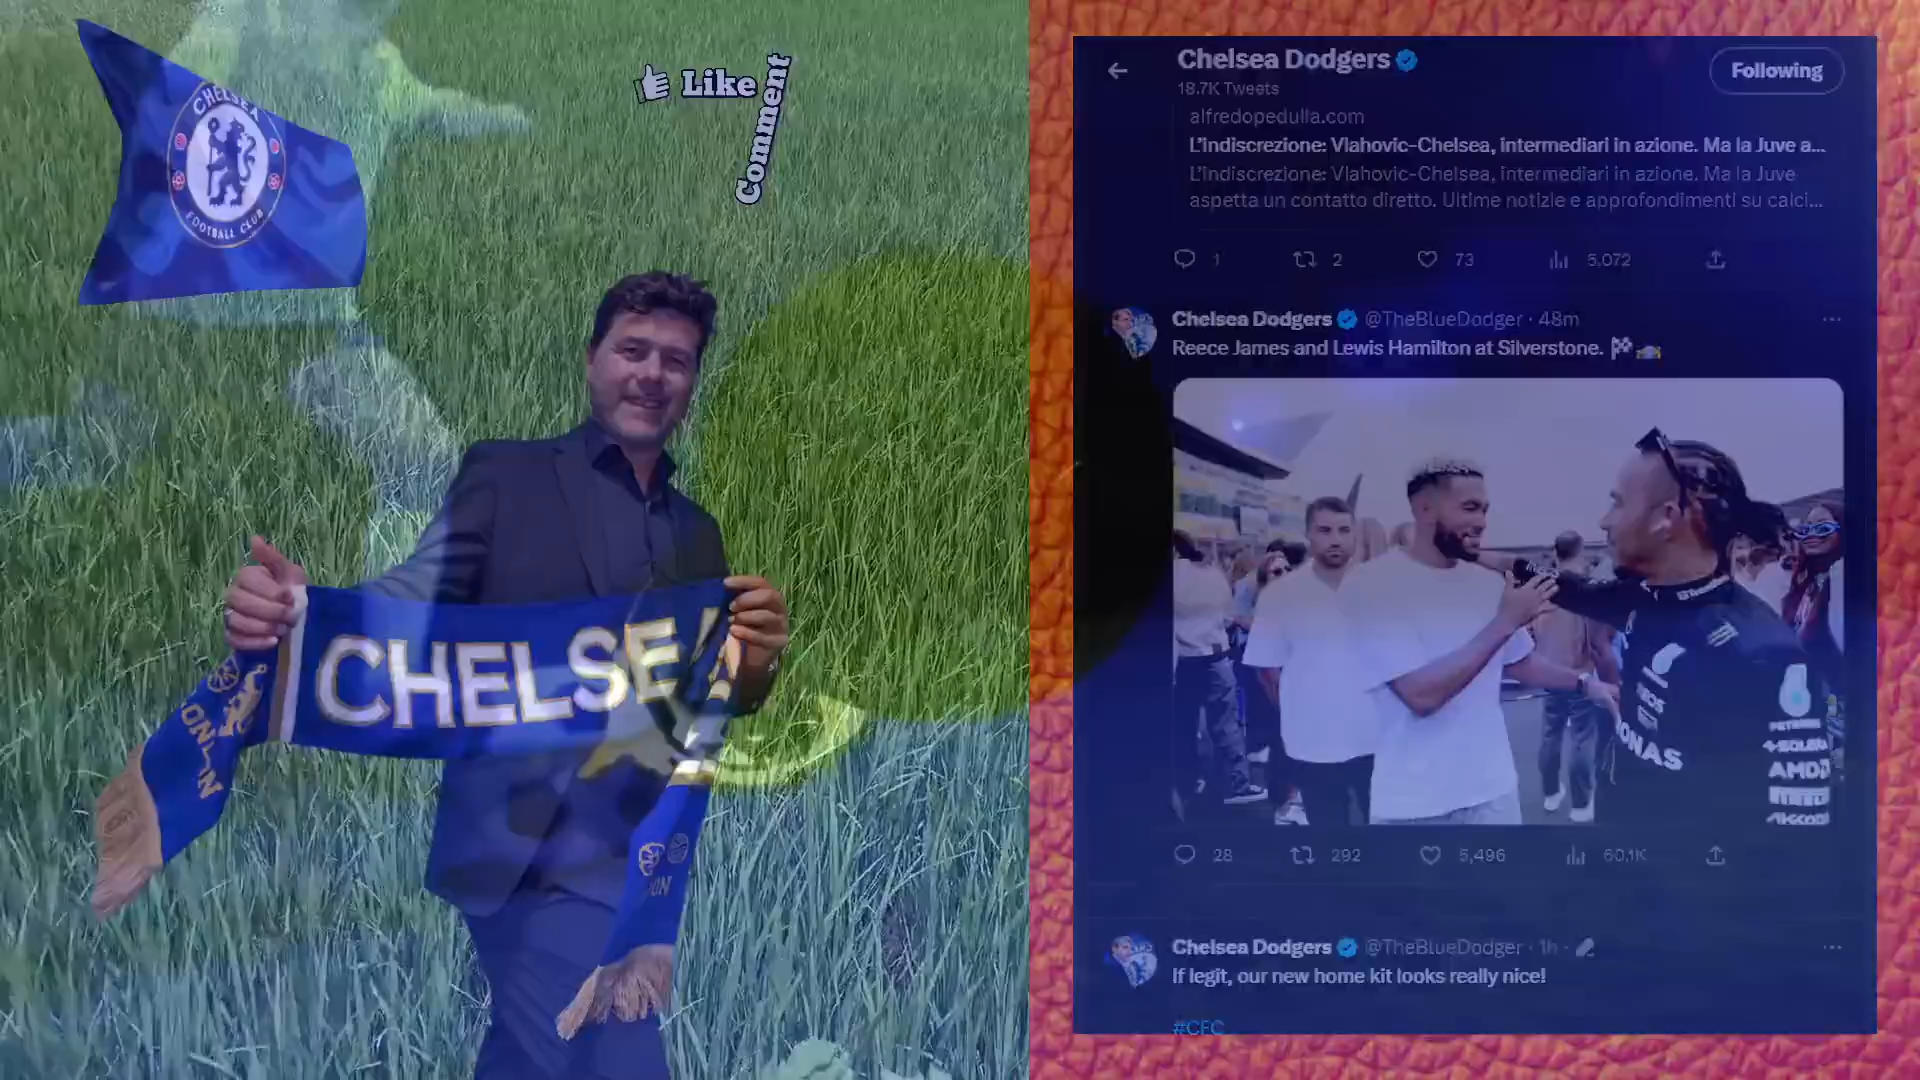 CHELSEA
FOOTBALL CLUB
Like
Comment
CHELSE
Chelsea Dodgers
Following
18.7K Tweets
alfredopedulla.com
L'indiscrezione: Vlahovic-Chelsea, intermediari in azione. Ma la Juve a...
L'indiscrezione: Vlahovic-Chelsea, intermediari in azione. Ma la Juve
aspetta un contatto diretto. Ultime notizie e approfondimenti su calci...
1 2 73 5,072
Chelsea Dodgers @TheBlueDodger · 48m
Reece James and Lewis Hamilton at Silverstone.
ONAS
PETRONAS
AMD
28 292 5,496 60.1K
Chelsea Dodgers @TheBlueDodger · 1h ·
If legit, our new home kit looks really nice!
#CFC